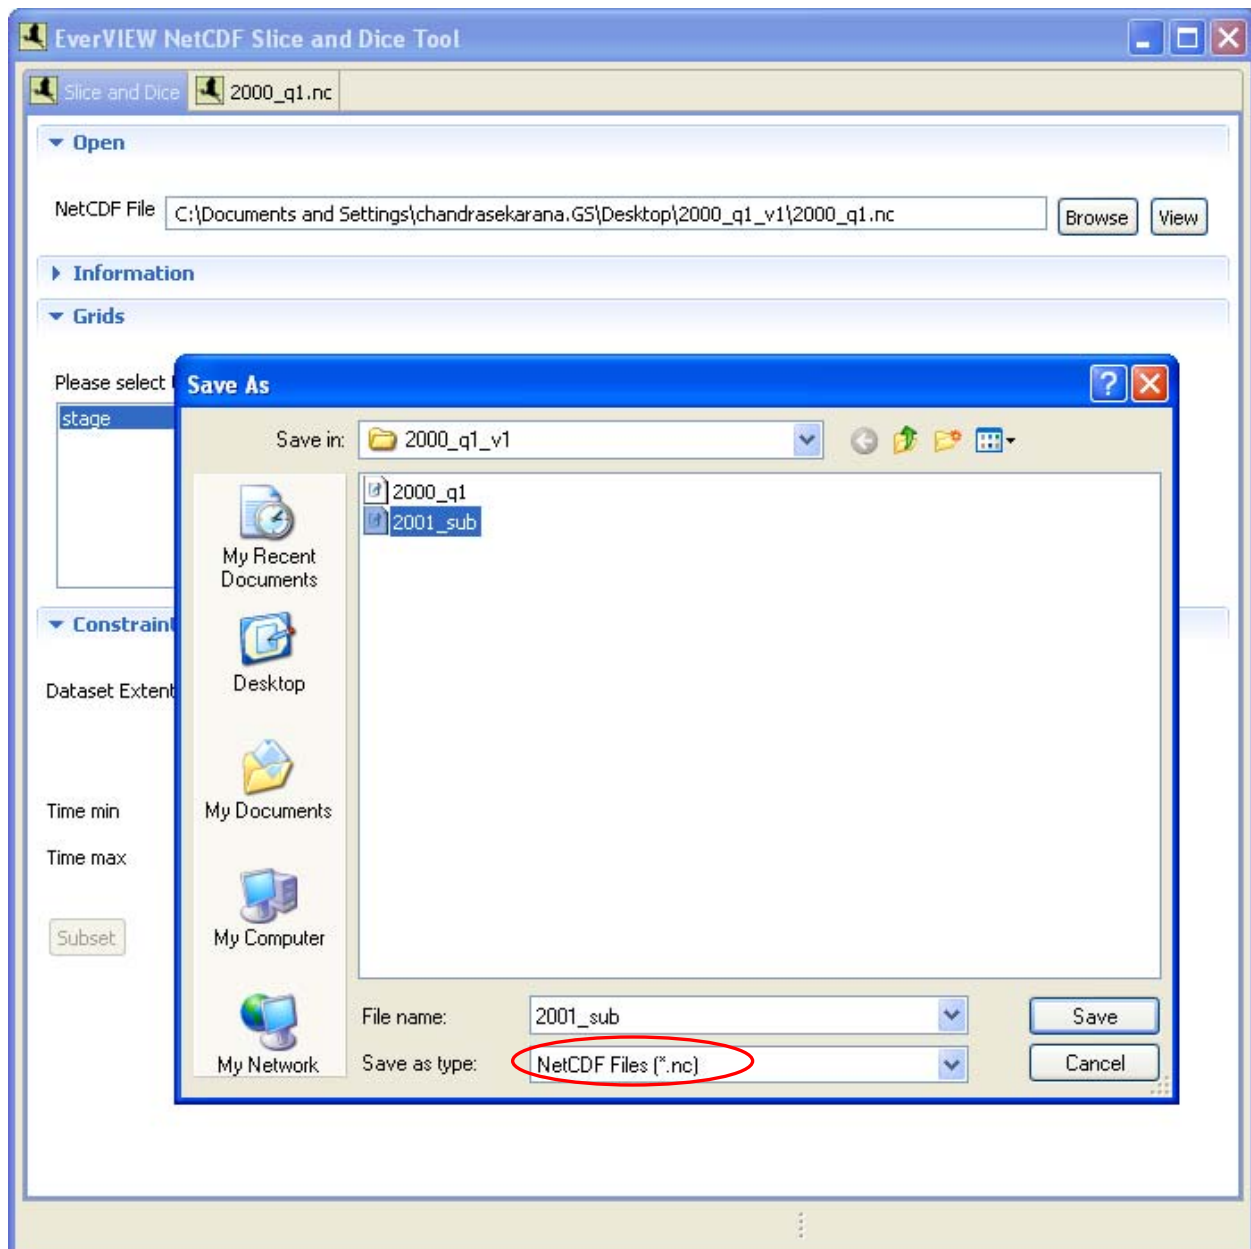 EverVIEW NetCDF Slice and Dice Tool
Slice and Dice
2000_q1.nc
Open
NetCDF File
C:\Documents and Settings\chandrasekarana.GS\Desktop\2000_q1_v1\2000_q1.nc
Browse
View
Information
Grids
Please select
stage
Save As
Save in:
2000_q1_v1
2000_q1
2001_sub
My Recent
Documents
Desktop
My Documents
My Computer
My Network
File name:
2001_sub
Save
Save as type:
NetCDF Files (*.nc)
Cancel
Constraint
Dataset Extent
Time min
Time max
Subset